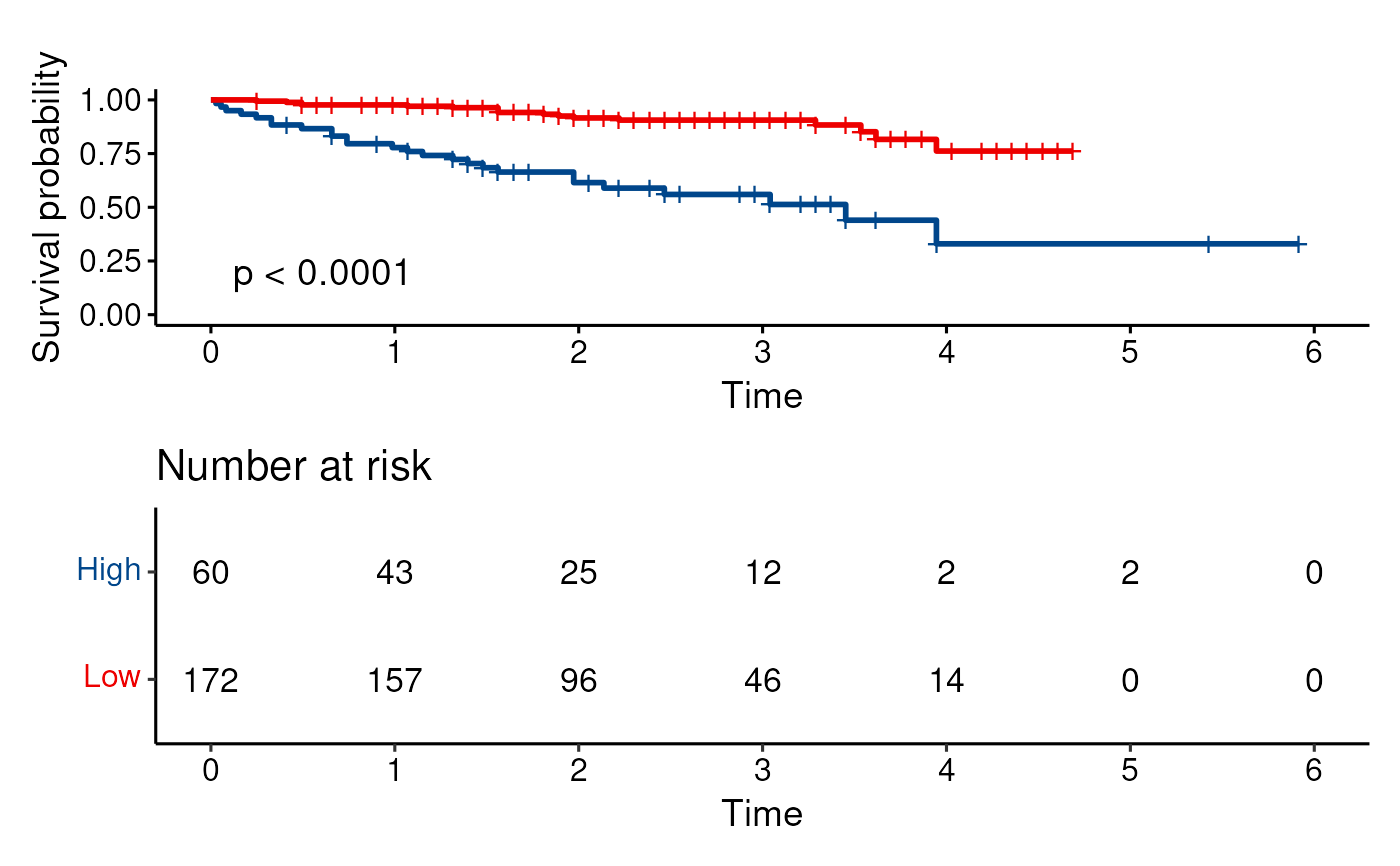 Survival probability
1.00
0.75
0.50
0.25
0.00
p < 0.0001
0 1 2 3 4 5 6
Time
Number at risk
High 60 43 25 12 2 2 0
Low 172 157 96 46 14 0 0
0 1 2 3 4 5 6
Time